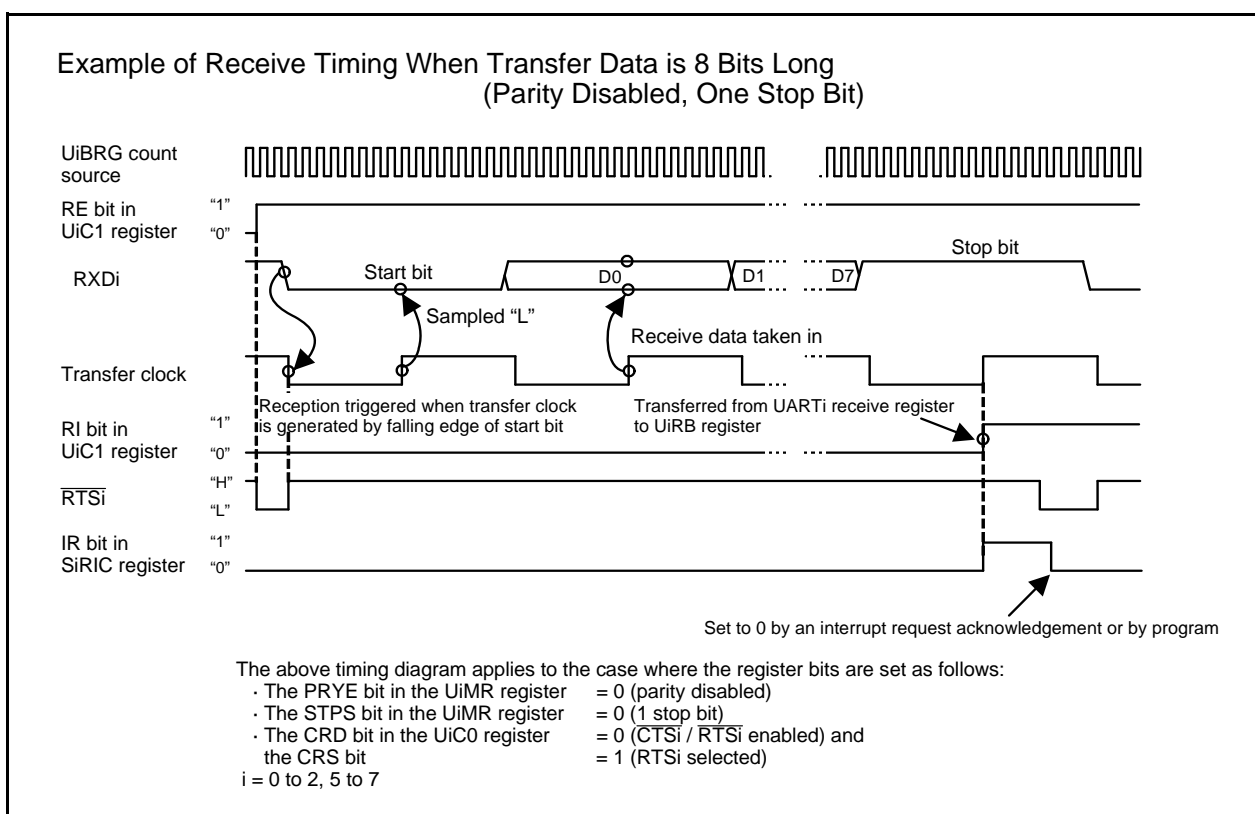 Example of Receive Timing When Transfer Data is 8 Bits Long
(Parity Disabled, One Stop Bit)
UiBRG count
source
RE bit in
UiC1 register
“1”
“0”
RXDi
Start bit
D0
D1
D7
Stop bit
Sampled “L”
Receive data taken in
Transfer clock
Reception triggered when transfer clock
is generated by falling edge of start bit
Transferred from UARTi receive register
to UiRB register
RI bit in
UiC1 register
“1”
“0”
RTSi
“H”
“L”
IR bit in
SiRIC register
“1”
“0”
Set to 0 by an interrupt request acknowledgement or by program
The above timing diagram applies to the case where the register bits are set as follows:
· The PRYE bit in the UiMR register = 0 (parity disabled)
· The STPS bit in the UiMR register = 0 (1 stop bit)
· The CRD bit in the UiC0 register = 0 (CTSi / RTSi enabled) and
the CRS bit = 1 (RTSi selected)
i = 0 to 2, 5 to 7